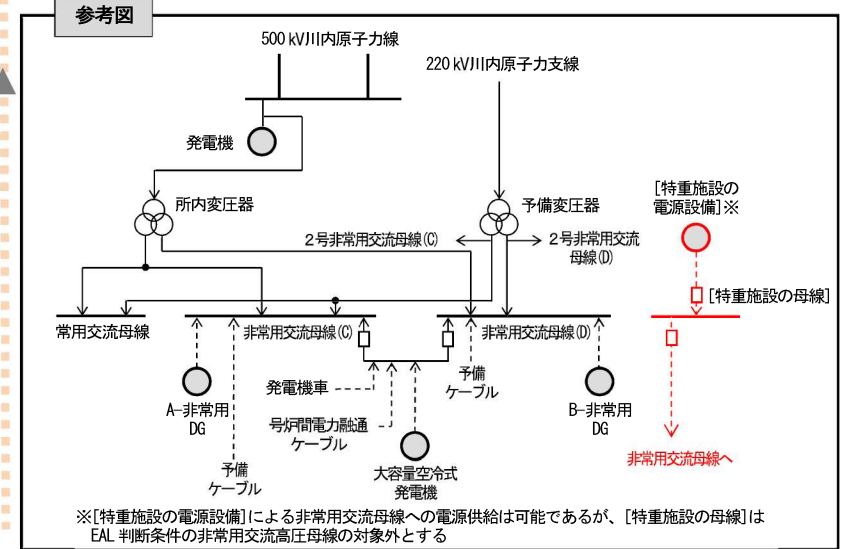 参考図
500 kV川内原子力線
220 kV川内原子力支線
発電機
[特重施設の
電源設備]※
所内変圧器
予備変圧器
2号非常用交流母線(C)
2号非常用交流
母線(D)
[特重施設の母線]
常用交流母線
非常用交流母線(C)
非常用交流母線(D)
発電機車
予備
ケーブル
A-非常用
DG
号炉間電力融通
ケーブル
B-非常用
DG
予備
ケーブル
大容量空冷式
発電機
非常用交流母線へ
※[特重施設の電源設備]による非常用交流母線への電源供給は可能であるが、[特重施設の母線]は
EAL 判断条件の非常用交流高圧母線の対象外とする